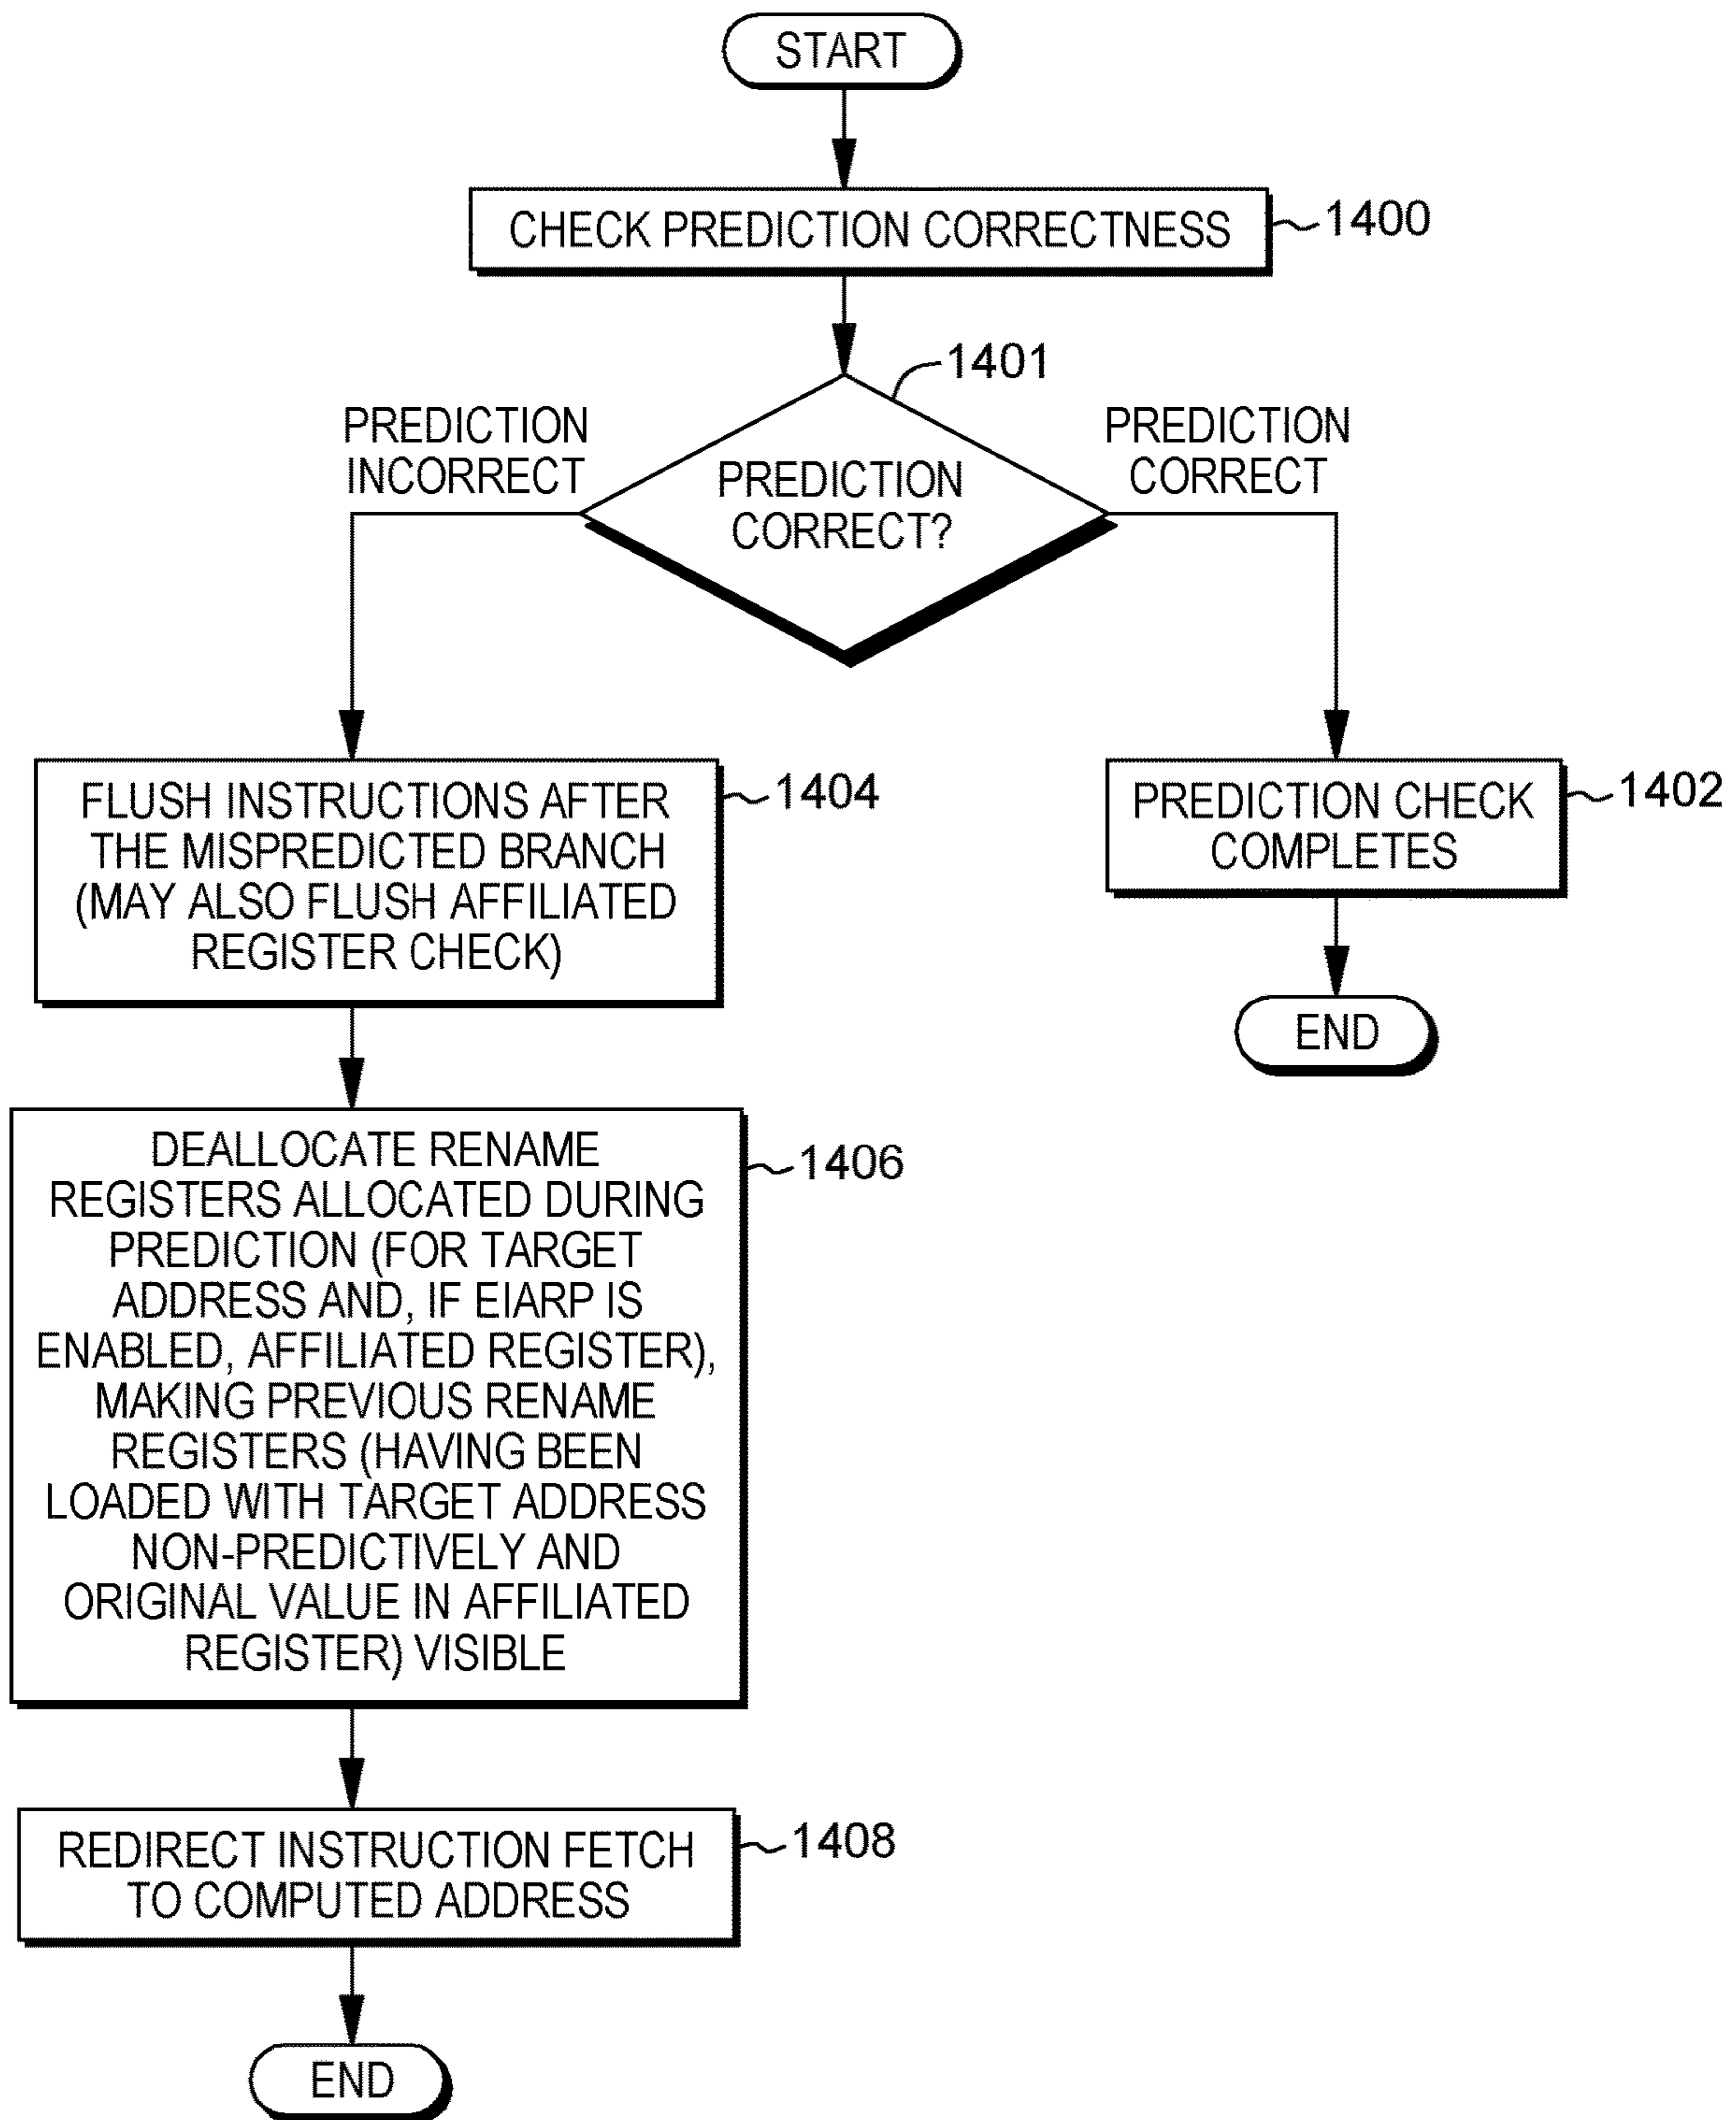 START
CHECK PREDICTION CORRECTNESS
1400
1401
PREDICTION
INCORRECT
PREDICTION
CORRECT?
PREDICTION
CORRECT
FLUSH INSTRUCTIONS AFTER
THE MISPREDICTED BRANCH
(MAY ALSO FLUSH AFFILIATED
REGISTER CHECK)
1404
PREDICTION CHECK
COMPLETES
1402
END
DEALLOCATE RENAME
REGISTERS ALLOCATED DURING
PREDICTION (FOR TARGET
ADDRESS AND, IF EIARP IS
ENABLED, AFFILIATED REGISTER),
MAKING PREVIOUS RENAME
REGISTERS (HAVING BEEN
LOADED WITH TARGET ADDRESS
NON-PREDICTIVELY AND
ORIGINAL VALUE IN AFFILIATED
REGISTER) VISIBLE
1406
REDIRECT INSTRUCTION FETCH
TO COMPUTED ADDRESS
1408
END